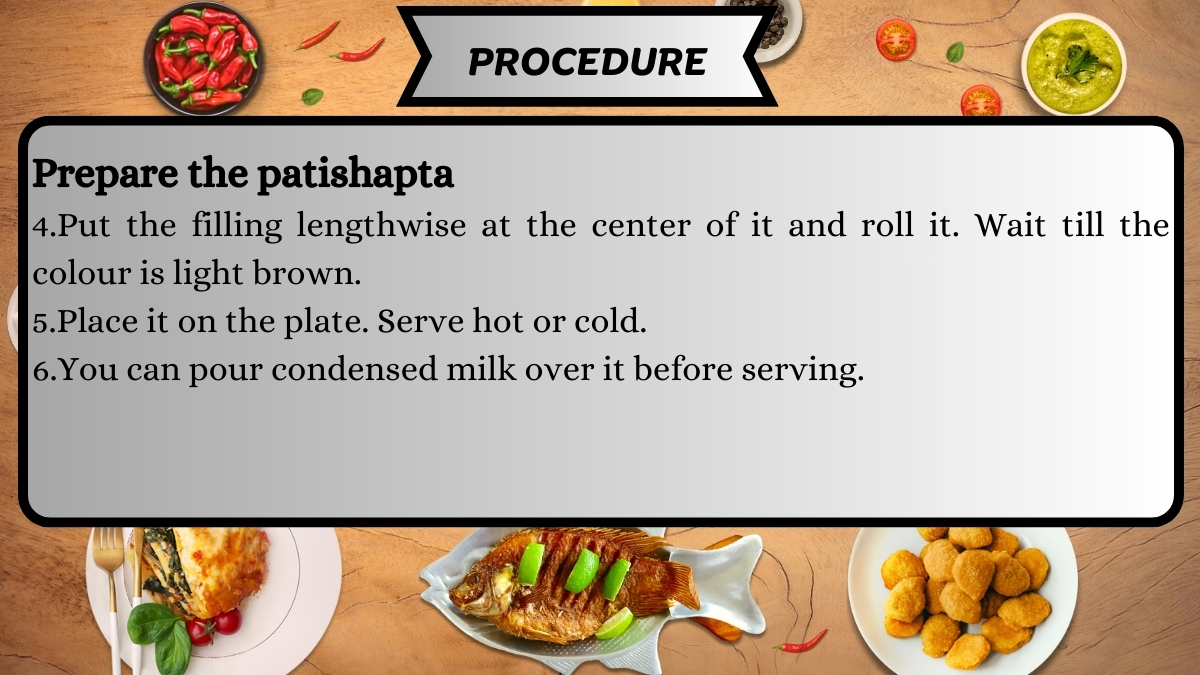 PROCEDURE
Prepare the patishapta
4.Put the filling lengthwise at the center of it and roll it. Wait till the
colour is light brown.
5.Place it on the plate. Serve hot or cold.
6.You can pour condensed milk over it before serving.